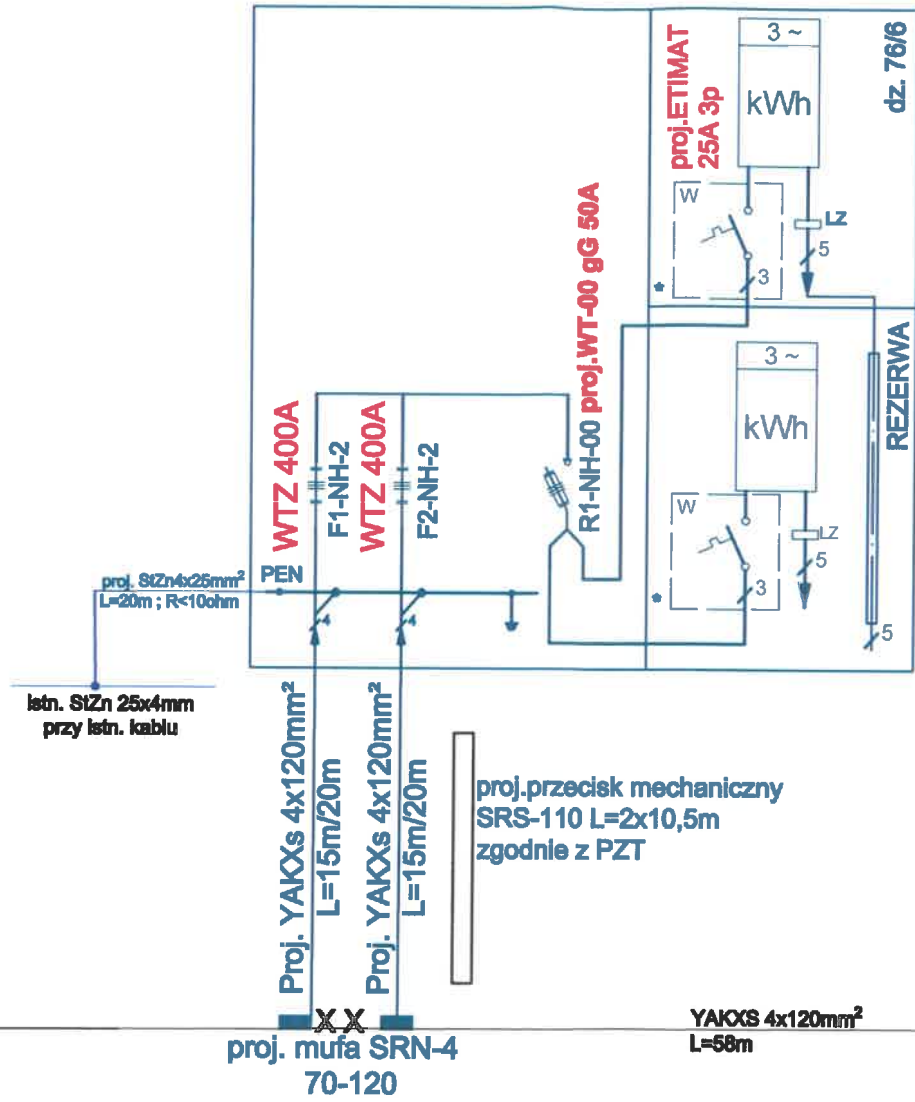 proj.ETIMAT
25A 3p
3 ~
kWh
dz. 76/6
W
LZ
5
3
*
R1-NH-00 proj.WT-00 gG 50A
REZERWA
3 ~
kWh
W
LZ
5
3
*
5
WTZ 400A
F1-NH-2
WTZ 400A
F2-NH-2
proj. StZn4x25mm²
L=20m ; R<10ohm
PEN
4
4
istn. StZn 25x4mm
przy istn. kablu
Proj. YAKXs 4x120mm²
L=15m/20m
Proj. YAKXs 4x120mm²
L=15m/20m
proj.przecisk mechaniczny
SRS-110 L=2x10,5m
zgodnie z PZT
X X
proj. mufa SRN-4
70-120
YAKXS 4x120mm²
L=58m